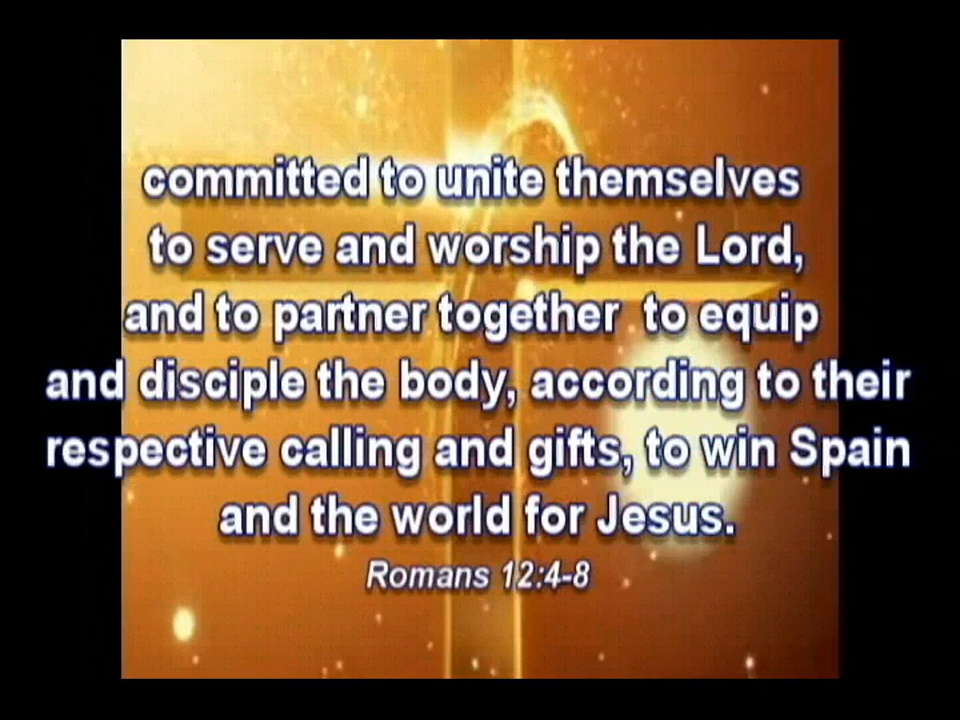 committed to unite themselves
to serve and worship the Lord,
and to partner together to equip
and disciple the body, according to their
respective calling and gifts, to win Spain
and the world for Jesus.
Romans 12:4-8